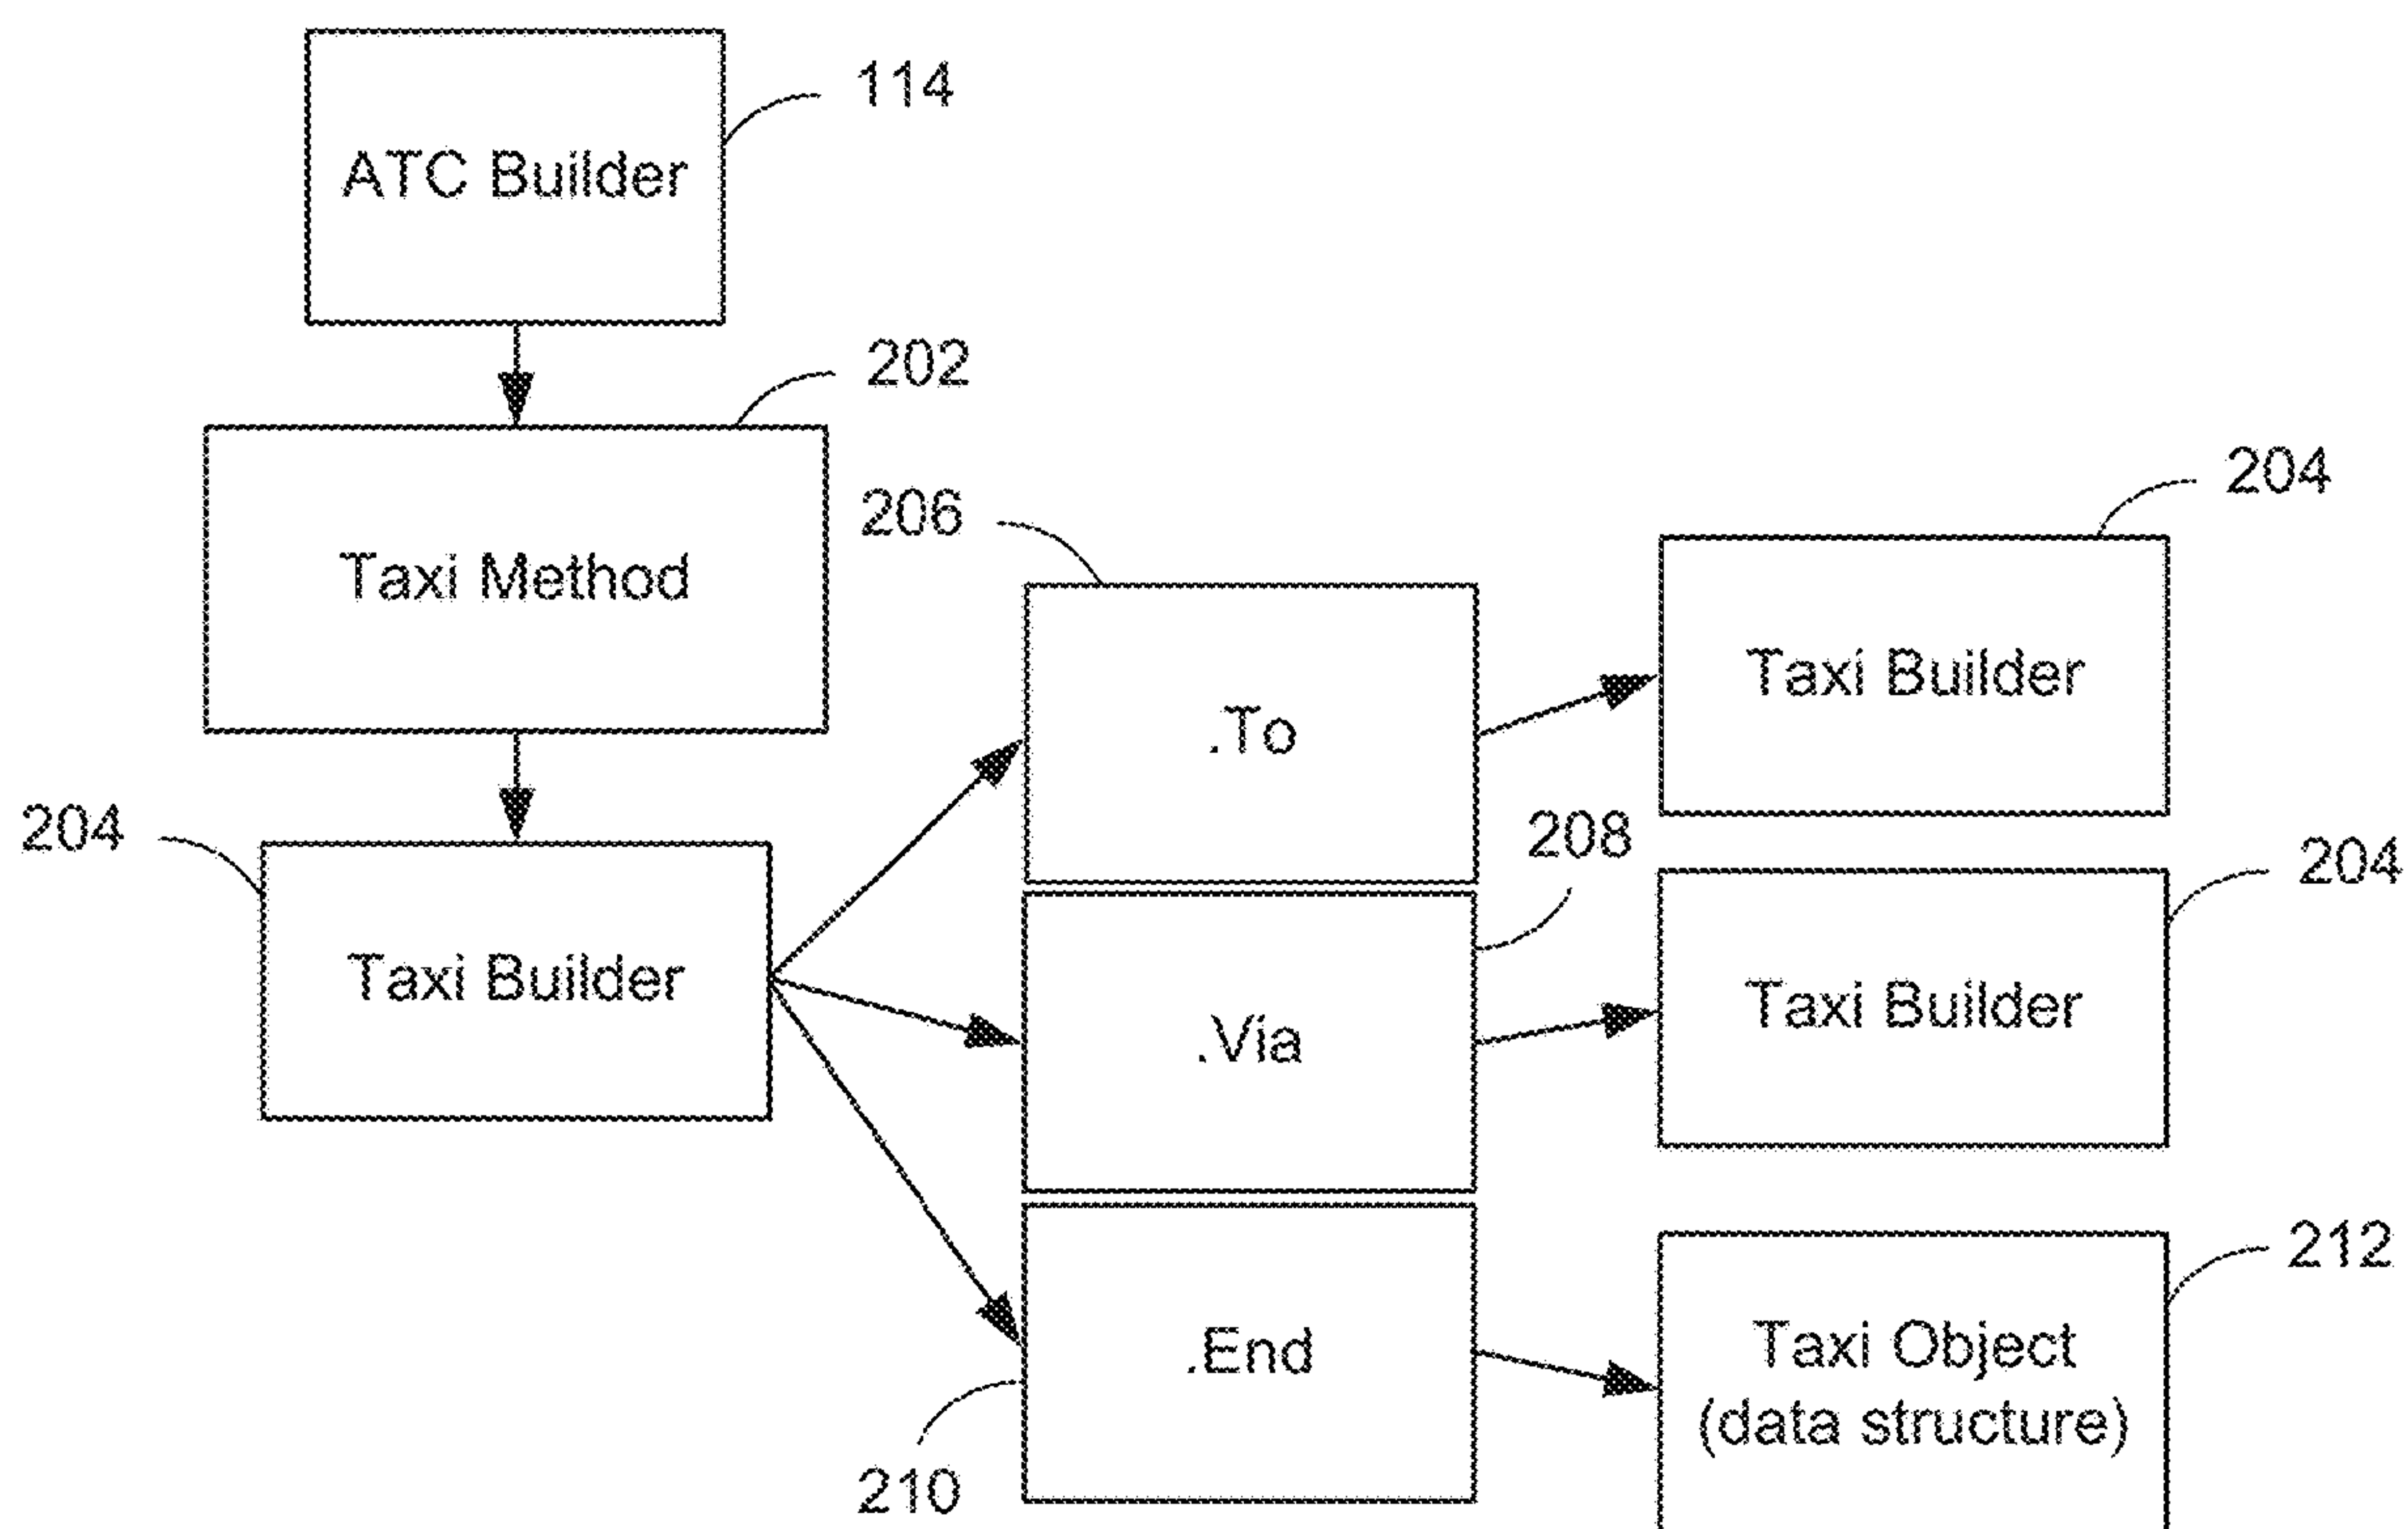 114
ATC Builder
202
Taxi Method
206
204
.To
Taxi Builder
204
208
204
Taxi Builder
.Via
Taxi Builder
212
.End
Taxi Object
(data structure)
210